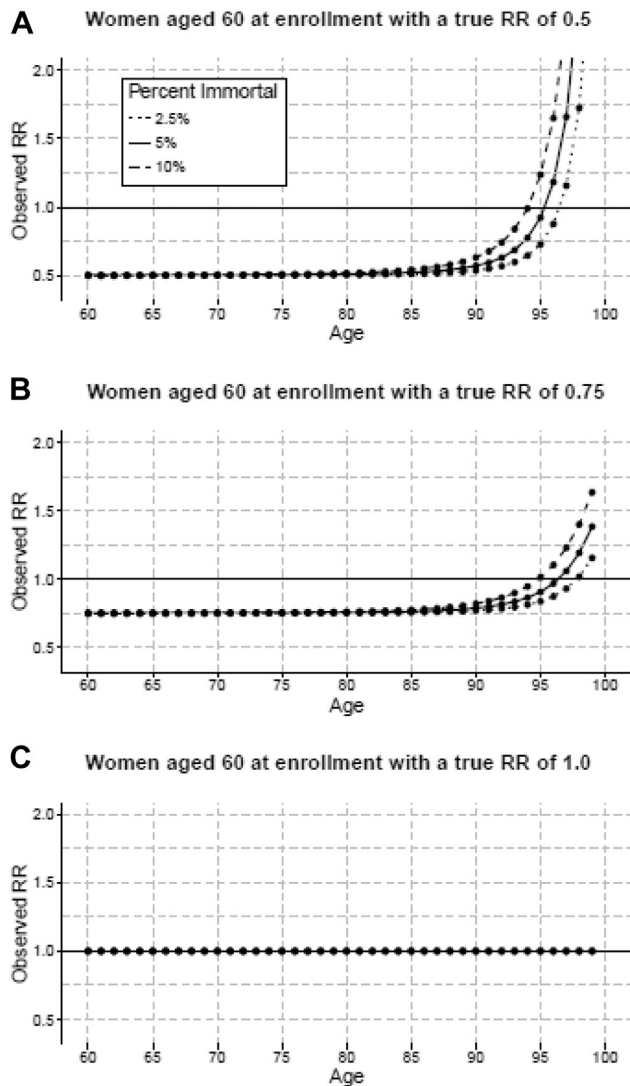 A
Women aged 60 at enrollment with a true RR of 0.5
Observed RR
2.0
1.5
1.0
0.5
Percent Immortal
2.5%
5%
10%
60 65 70 75 80 85 90 95 100
Age
B
Women aged 60 at enrollment with a true RR of 0.75
Observed RR
2.0
1.5
1.0
0.5
60 65 70 75 80 85 90 95 100
Age
C
Women aged 60 at enrollment with a true RR of 1.0
Observed RR
2.0
1.5
1.0
0.5
60 65 70 75 80 85 90 95 100
Age